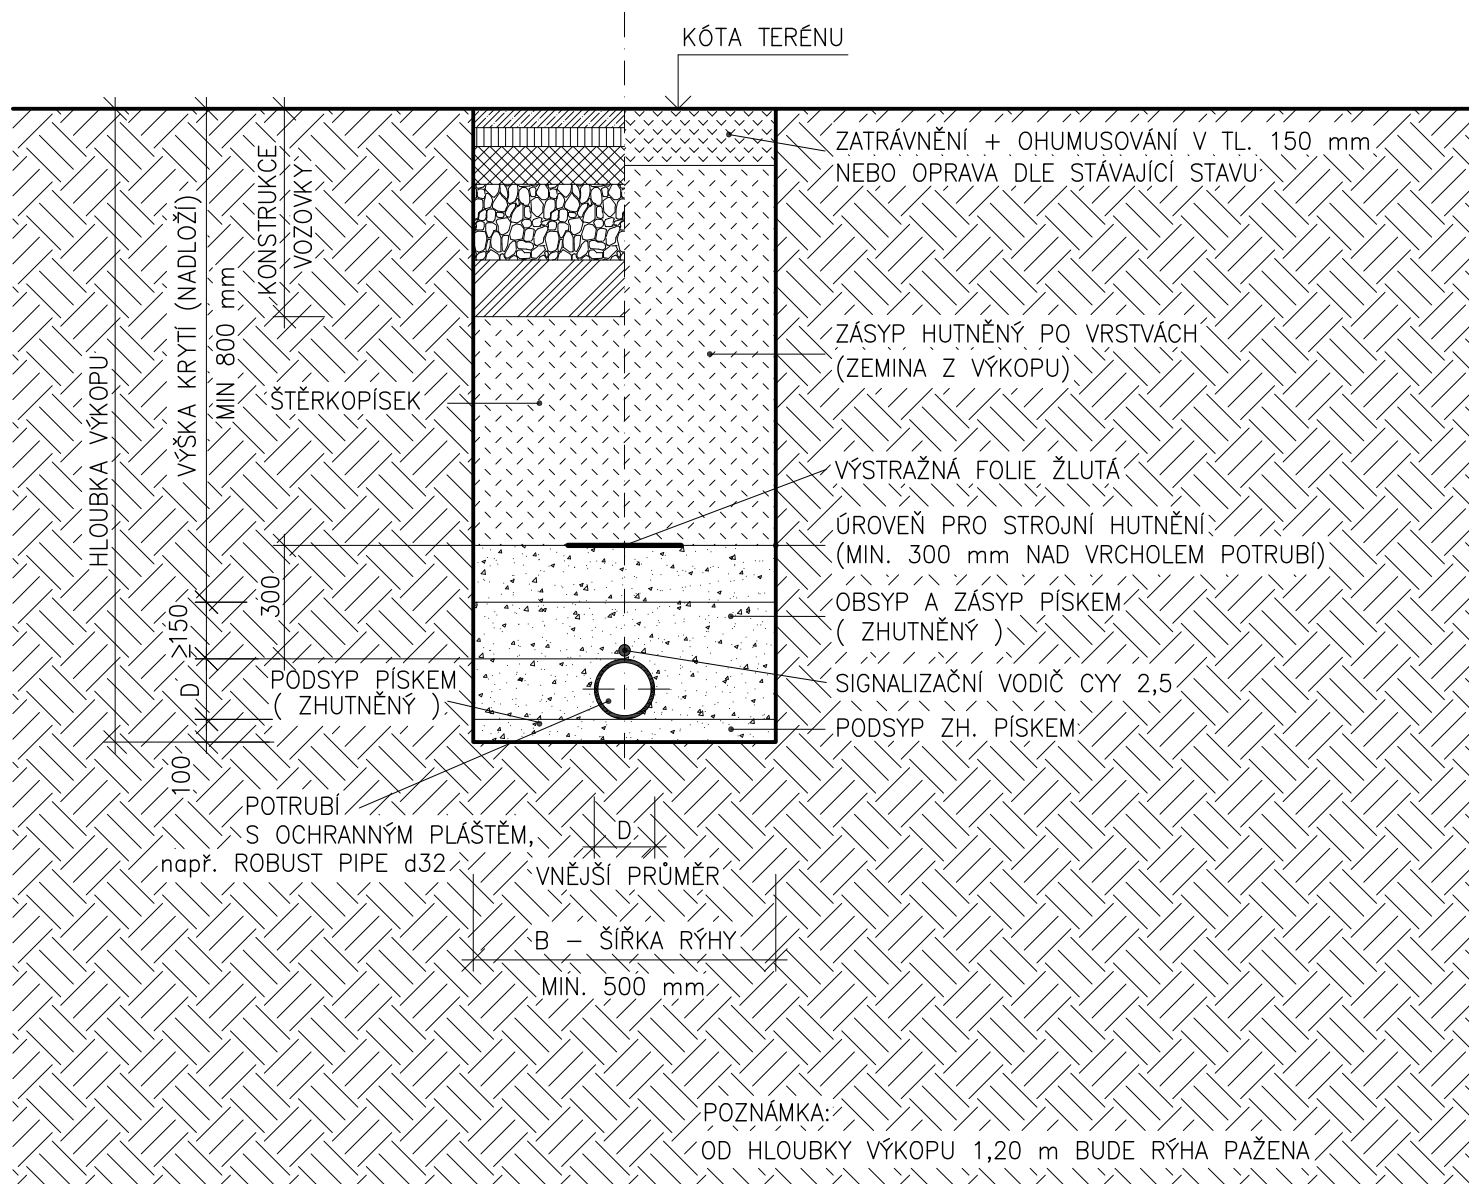 KÓTA TERÉNU
ZATRÁVNĚNÍ + OHUMUSOVÁNÍ V TL. 150 mm
NEBO OPRAVA DLE STÁVAJÍCÍ STAVU
KONSTRUKCE
VOZOVKY
VÝŠKA KRYTÍ (NADLOŽÍ)
MIN 800 mm
HLOUBKA VÝKOPU
ZÁSYP HUTNĚNÝ PO VRSTVÁCH
(ZEMINA Z VÝKOPU)
ŠTĚRKOPÍSEK
VÝSTRAŽNÁ FOLIE ŽLUTÁ
ÚROVEŇ PRO STROJNÍ HUTNĚNÍ
(MIN. 300 mm NAD VRCHOLEM POTRUBÍ)
300
≥150
D
100
OBSYP A ZÁSYP PÍSKEM
( ZHUTNĚNÝ )
PODSYP PÍSKEM
( ZHUTNĚNÝ )
SIGNALIZAČNÍ VODIČ CYY 2,5
PODSYP ZH. PÍSKEM
POTRUBÍ
S OCHRANNÝM PLÁŠTĚM,
např. ROBUST PIPE d32
D
VNĚJŠÍ PRŮMĚR
B – ŠÍŘKA RÝHY
MIN. 500 mm
POZNÁMKA:
OD HLOUBKY VÝKOPU 1,20 m BUDE RÝHA PAŽENA